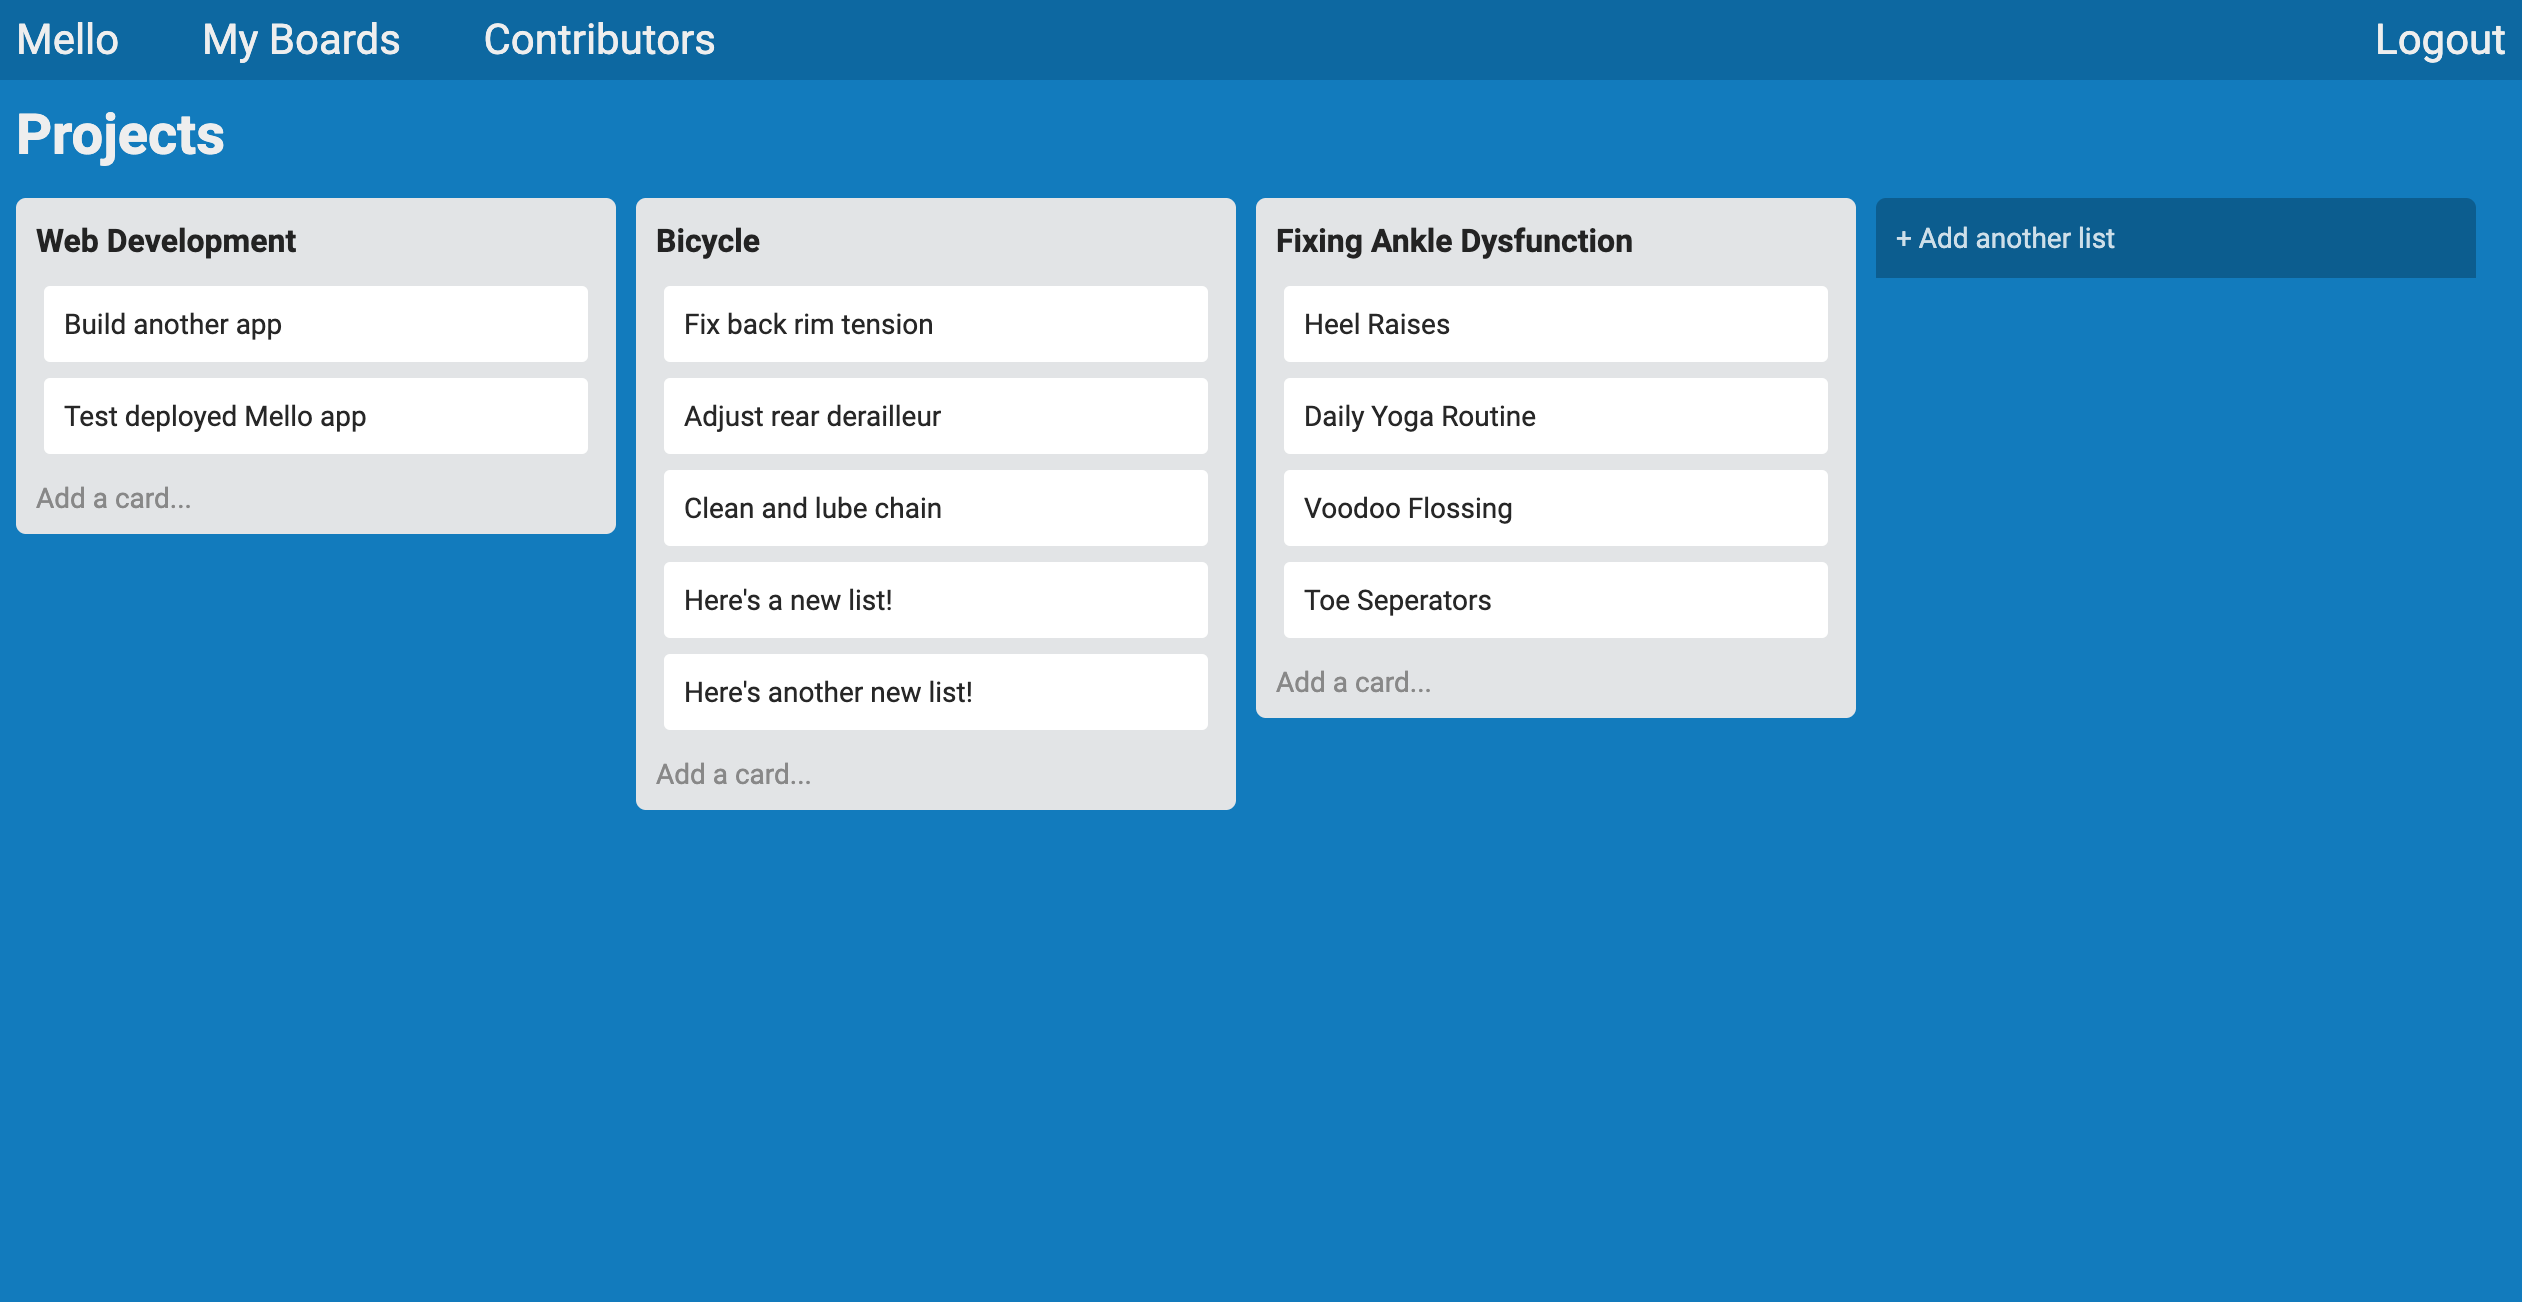 Mello My Boards Contributors Logout
Projects
Web Development
Build another app
Test deployed Mello app
Add a card...
Bicycle
Fix back rim tension
Adjust rear derailleur
Clean and lube chain
Here's a new list!
Here's another new list!
Add a card...
Fixing Ankle Dysfunction
Heel Raises
Daily Yoga Routine
Voodoo Flossing
Toe Seperators
Add a card...
+ Add another list